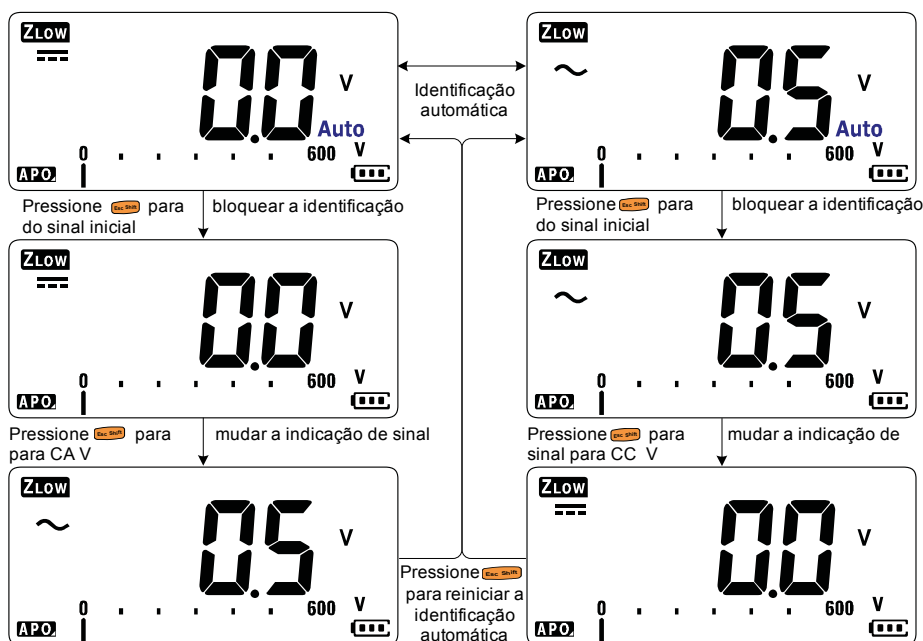 ZLOW
00 V
Auto
0 600 V
APO
Identificação
automática
ZLOW
0.5 V
Auto
0 600 V
APO
Pressione Esc Shift para bloquear a identificação
do sinal inicial
Pressione Esc Shift para bloquear a identificação
do sinal inicial
ZLOW
0.0 V
0 600 V
APO
ZLOW
0.5 V
0 600 V
APO
Pressione Esc Shift para mudar a indicação de sinal
para CA V
Pressione Esc Shift para mudar a indicação de
sinal para CC V
ZLOW
0.5 V
0 600 V
APO
Pressione Esc Shift
para reiniciar a
identificação
automática
ZLOW
0.0 V
0 600 V
APO